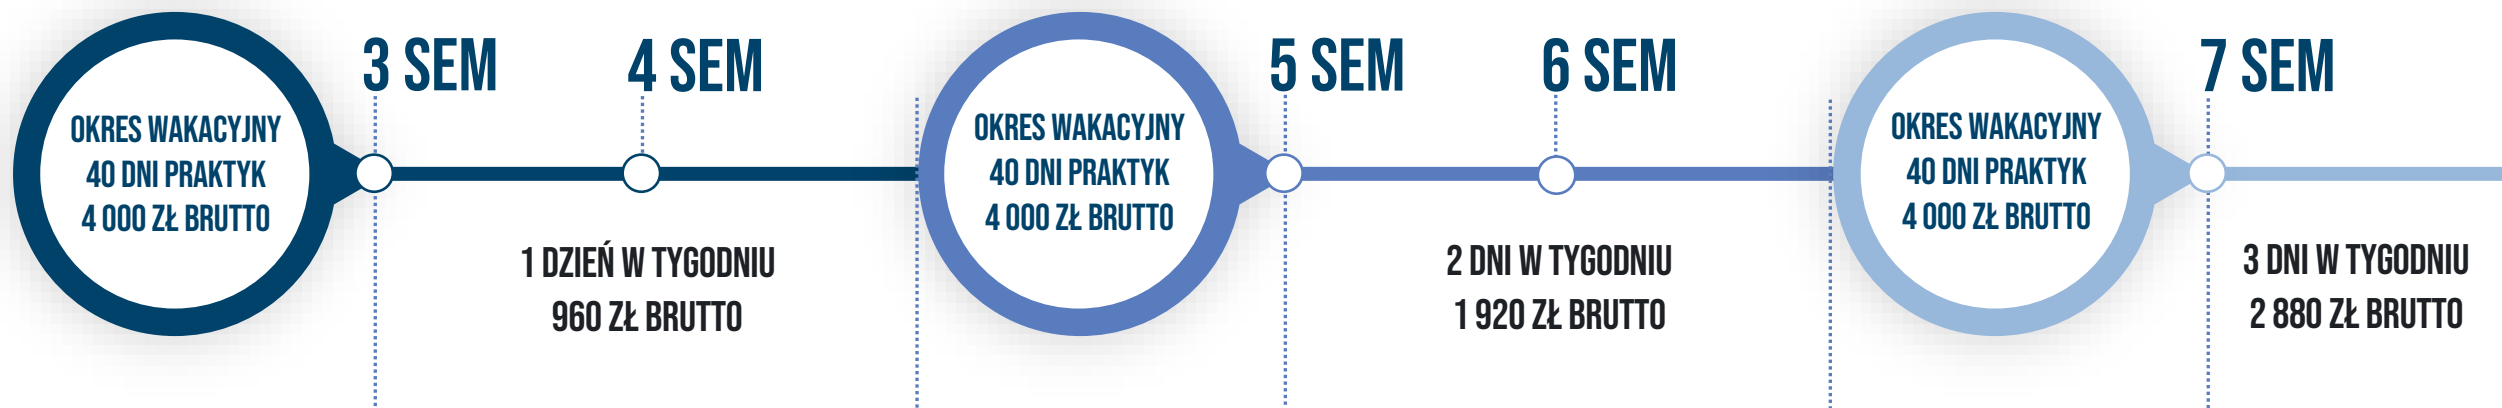 OKRES WAKACYJNY
40 DNI PRAKTYK
4 000 ZŁ BRUTTO
3 SEM
4 SEM
1 DZIEŃ W TYGODNIU
960 ZŁ BRUTTO
OKRES WAKACYJNY
40 DNI PRAKTYK
4 000 ZŁ BRUTTO
5 SEM
6 SEM
2 DNI W TYGODNIU
1 920 ZŁ BRUTTO
OKRES WAKACYJNY
40 DNI PRAKTYK
4 000 ZŁ BRUTTO
7 SEM
3 DNI W TYGODNIU
2 880 ZŁ BRUTTO